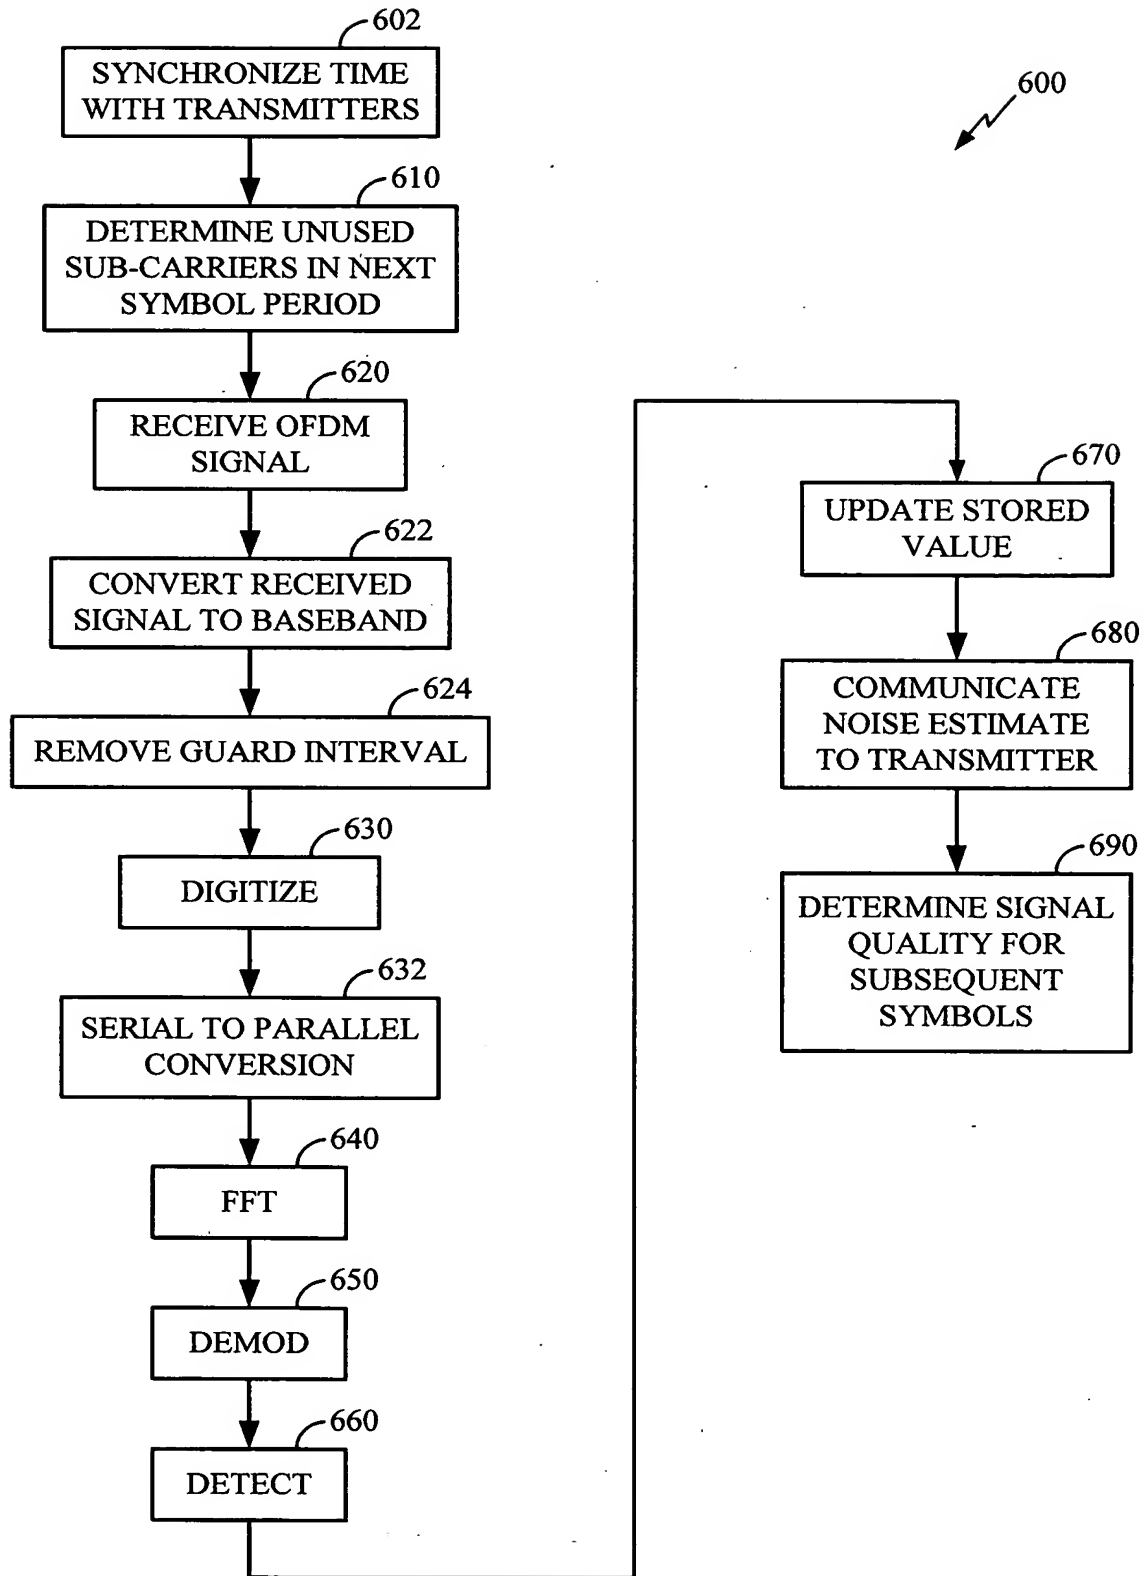 602
SYNCHRONIZE TIME
WITH TRANSMITTERS
600
610
DETERMINE UNUSED
SUB-CARRIERS IN NEXT
SYMBOL PERIOD
620
RECEIVE OFDM
SIGNAL
622
CONVERT RECEIVED
SIGNAL TO BASEBAND
624
REMOVE GUARD INTERVAL
630
DIGITIZE
632
SERIAL TO PARALLEL
CONVERSION
640
FFT
650
DEMOD
660
DETECT
670
UPDATE STORED
VALUE
680
COMMUNICATE
NOISE ESTIMATE
TO TRANSMITTER
690
DETERMINE SIGNAL
QUALITY FOR
SUBSEQUENT
SYMBOLS